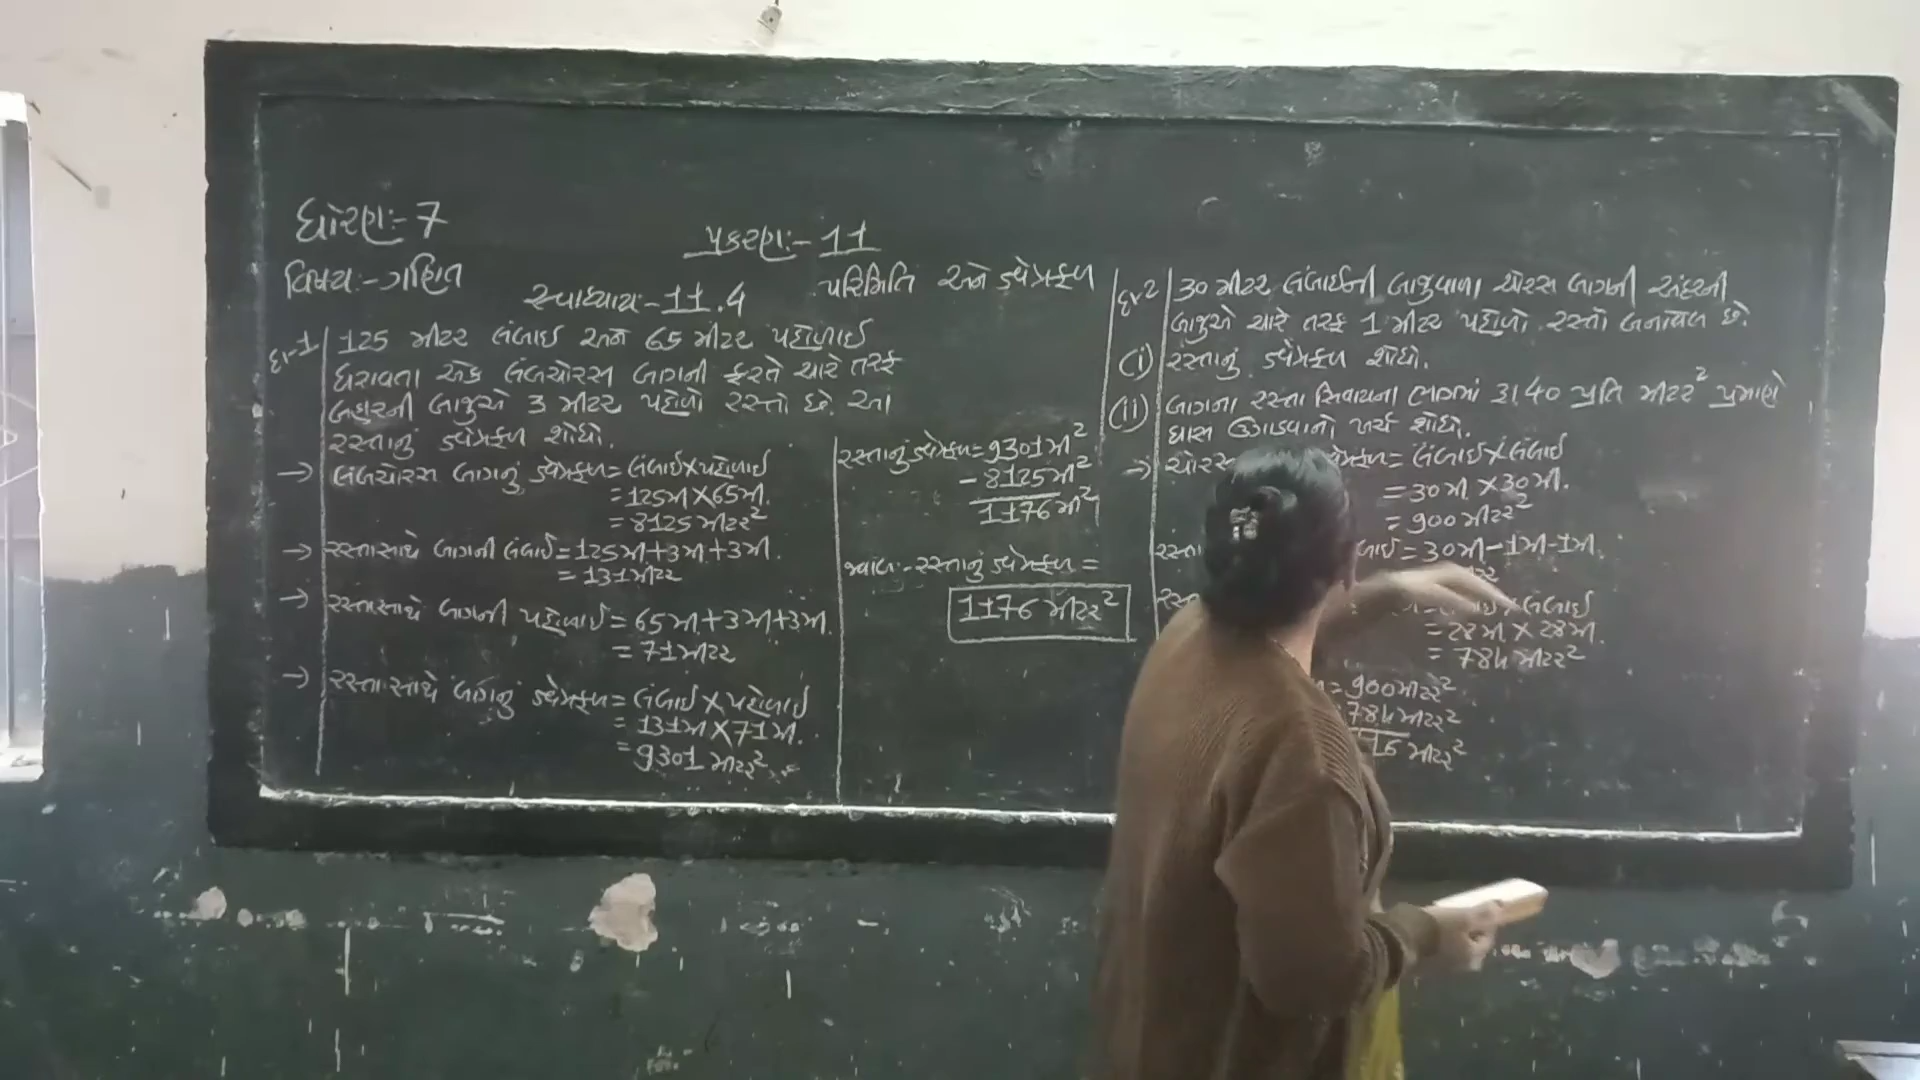 ધોરણ:- 7
પ્રકરણ:- 11
વિષય:- ગણિત
પરિમિતિ અને ક્ષેત્રફળ
સ્વાધ્યાય:- 11.4
દા-1
125 મીટર લંબાઈ અને 65 મીટર પહોળાઈ
ધરાવતા એક લંબચોરસ બાગની ફરતે ચારે તરફ
બહારની બાજુએ 3 મીટર પહોળો રસ્તો છે. આ
રસ્તાનું ક્ષેત્રફળ શોધો.
→ લંબચોરસ બાગનું ક્ષેત્રફળ = લંબાઈ × પહોળાઈ
= 125મી × 65મી.
= 8125 મીટર²
→ રસ્તા સાથે બાગની લંબાઈ = 125મી + 3મી + 3મી.
= 131 મીટર
→ રસ્તા સાથે બાગની પહોળાઈ = 65મી. + 3મી + 3મી.
= 71 મીટર
→ રસ્તા સાથે બાગનું ક્ષેત્રફળ = લંબાઈ × પહોળાઈ
= 131મી × 71મી.
= 9301 મીટર²
રસ્તાનું ક્ષેત્રફળ = 9301મી²
- 8125મી²
1176 મી²
જવાબ:- રસ્તાનું ક્ષેત્રફળ =
1176 મીટર²
દા-2
30 મીટર લંબાઈની બાજુવાળા ચોરસ બાગની અંદરની
બાજુએ ચારે તરફ 1 મીટર પહોળો રસ્તો બનાવેલ છે.
(i) રસ્તાનું ક્ષેત્રફળ શોધો.
(ii) બાગના રસ્તા સિવાયના ભાગમાં રૂા. 40 પ્રતિ મીટર² પ્રમાણે
ઘાસ ઉગાડવાનો ખર્ચ શોધો.
→ = લંબાઈ × લંબાઈ
= 30મી × 30મી.
= 900 મીટર²
= 30મી - 1મી - 1મી.
× લંબાઈ
= 28મી × 28મી.
= 784 મીટર²
= 900 મીટર²
784 મીટર²
મીટર²